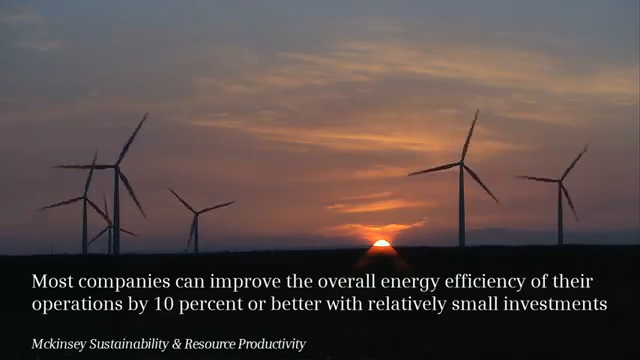 Most companies can improve the overall energy efficiency of their
operations by 10 percent or better with relatively small investments
Mckinsey Sustainability & Resource Productivity